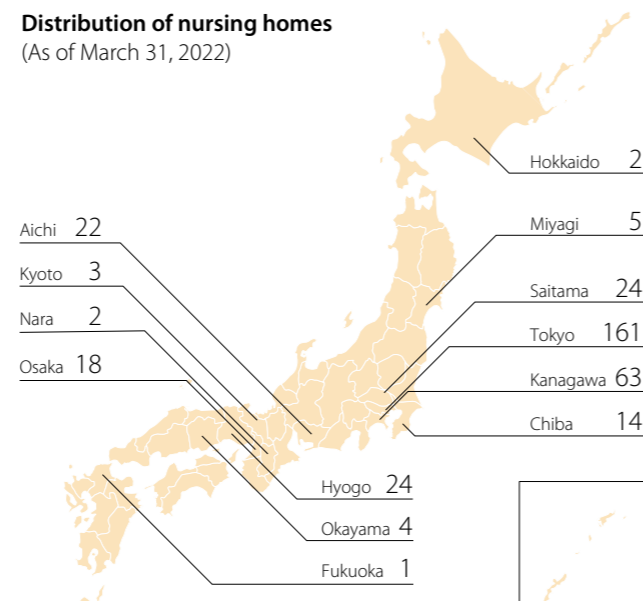 Distribution of nursing homes
(As of March 31, 2022)
Hokkaido 2
Miyagi 5
Saitama 24
Tokyo 161
Kanagawa 63
Chiba 14
Aichi 22
Kyoto 3
Nara 2
Osaka 18
Hyogo 24
Okayama 4
Fukuoka 1